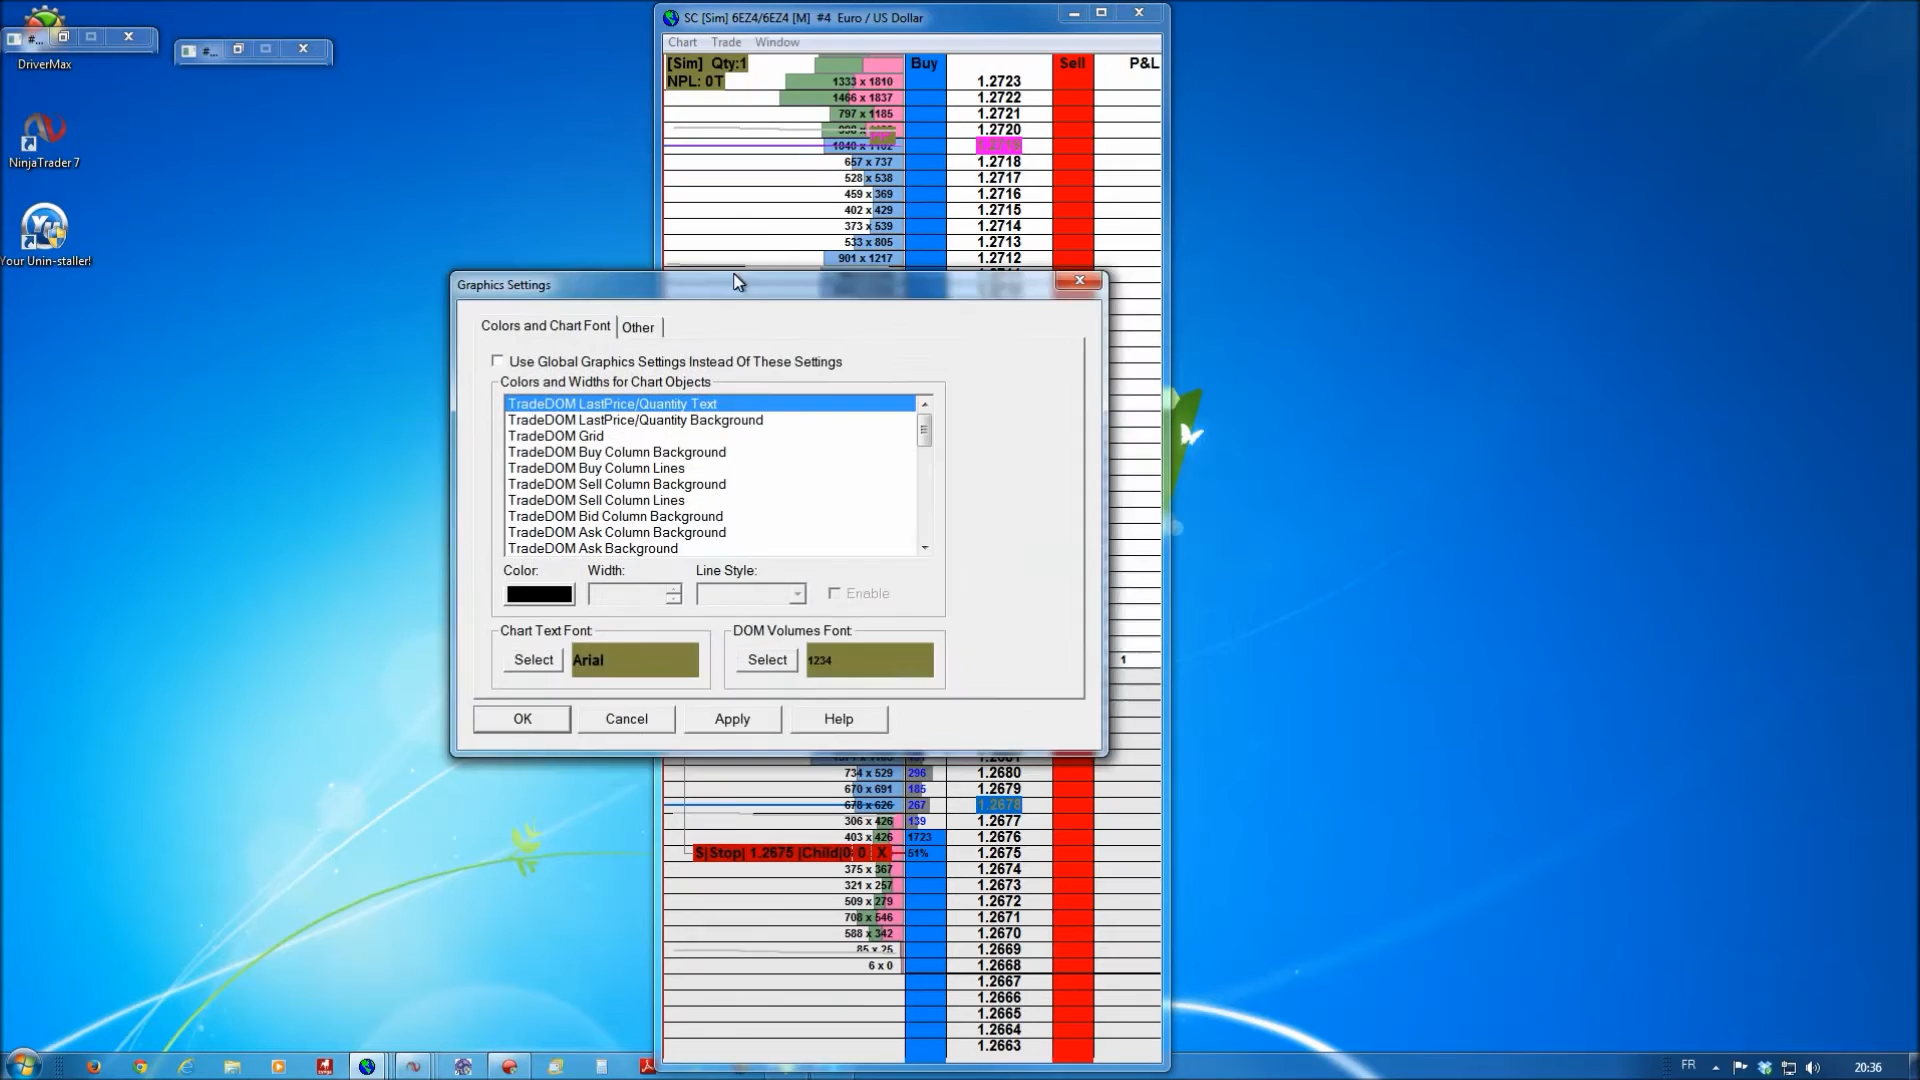 #...
#...
DriverMax
NinjaTrader 7
Your Unin-staller!
SC [Sim] 6EZ4/6EZ4 [M]  #4  Euro / US Dollar
Chart Trade Window
[Sim] Qty:1 Buy Sell P&L
NPL: 0T 1333 x 1810 1.2723
1466 x 1837 1.2722
797 x 1185 1.2721
1.2720
657 x 737 1.2718
528 x 538 1.2717
459 x 369 1.2716
402 x 429 1.2715
373 x 539 1.2714
533 x 805 1.2713
901 x 1217 1.2712
Graphics Settings
Colors and Chart Font Other
Use Global Graphics Settings Instead Of These Settings
Colors and Widths for Chart Objects
TradeDOM LastPrice/Quantity Text
TradeDOM LastPrice/Quantity Background
TradeDOM Grid
TradeDOM Buy Column Background
TradeDOM Buy Column Lines
TradeDOM Sell Column Background
TradeDOM Sell Column Lines
TradeDOM Bid Column Background
TradeDOM Ask Column Background
TradeDOM Ask Background
Color: Width: Line Style:
Enable
Chart Text Font DOM Volumes Font
Select Arial Select 1234
1
OK Cancel Apply Help
734 x 529 296 1.2680
670 x 691 185 1.2679
678 x 626 267 1.2678
306 x 426 139 1.2677
403 x 426 1723 1.2676
S|Stop| 1.2675 |Child|0: 0 X 51% 1.2675
375 x 367 1.2674
321 x 257 1.2673
509 x 279 1.2672
708 x 546 1.2671
588 x 342 1.2670
85 x 25 1.2669
6 x 0 1.2668
1.2667
1.2666
1.2665
1.2664
1.2663
FR 20:36